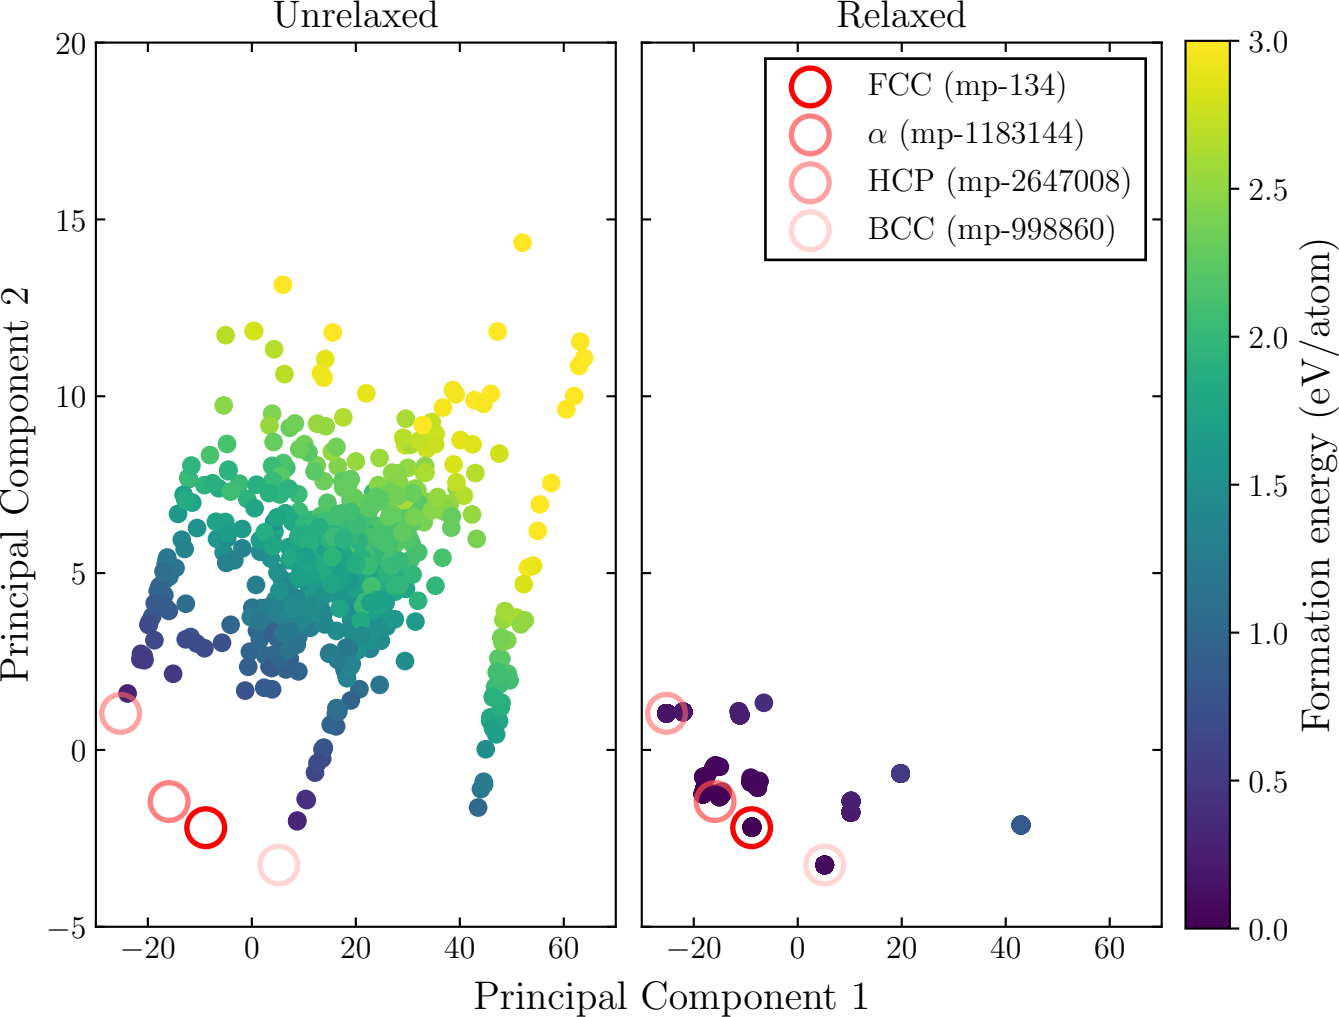 Unrelaxed
Relaxed
20
15
10
5
0
−5
Principal Component 2
−20 0 20 40 60
−20 0 20 40 60
Principal Component 1
FCC (mp-134)
α (mp-1183144)
HCP (mp-2647008)
BCC (mp-998860)
3.0
2.5
2.0
1.5
1.0
0.5
0.0
Formation energy (eV/atom)